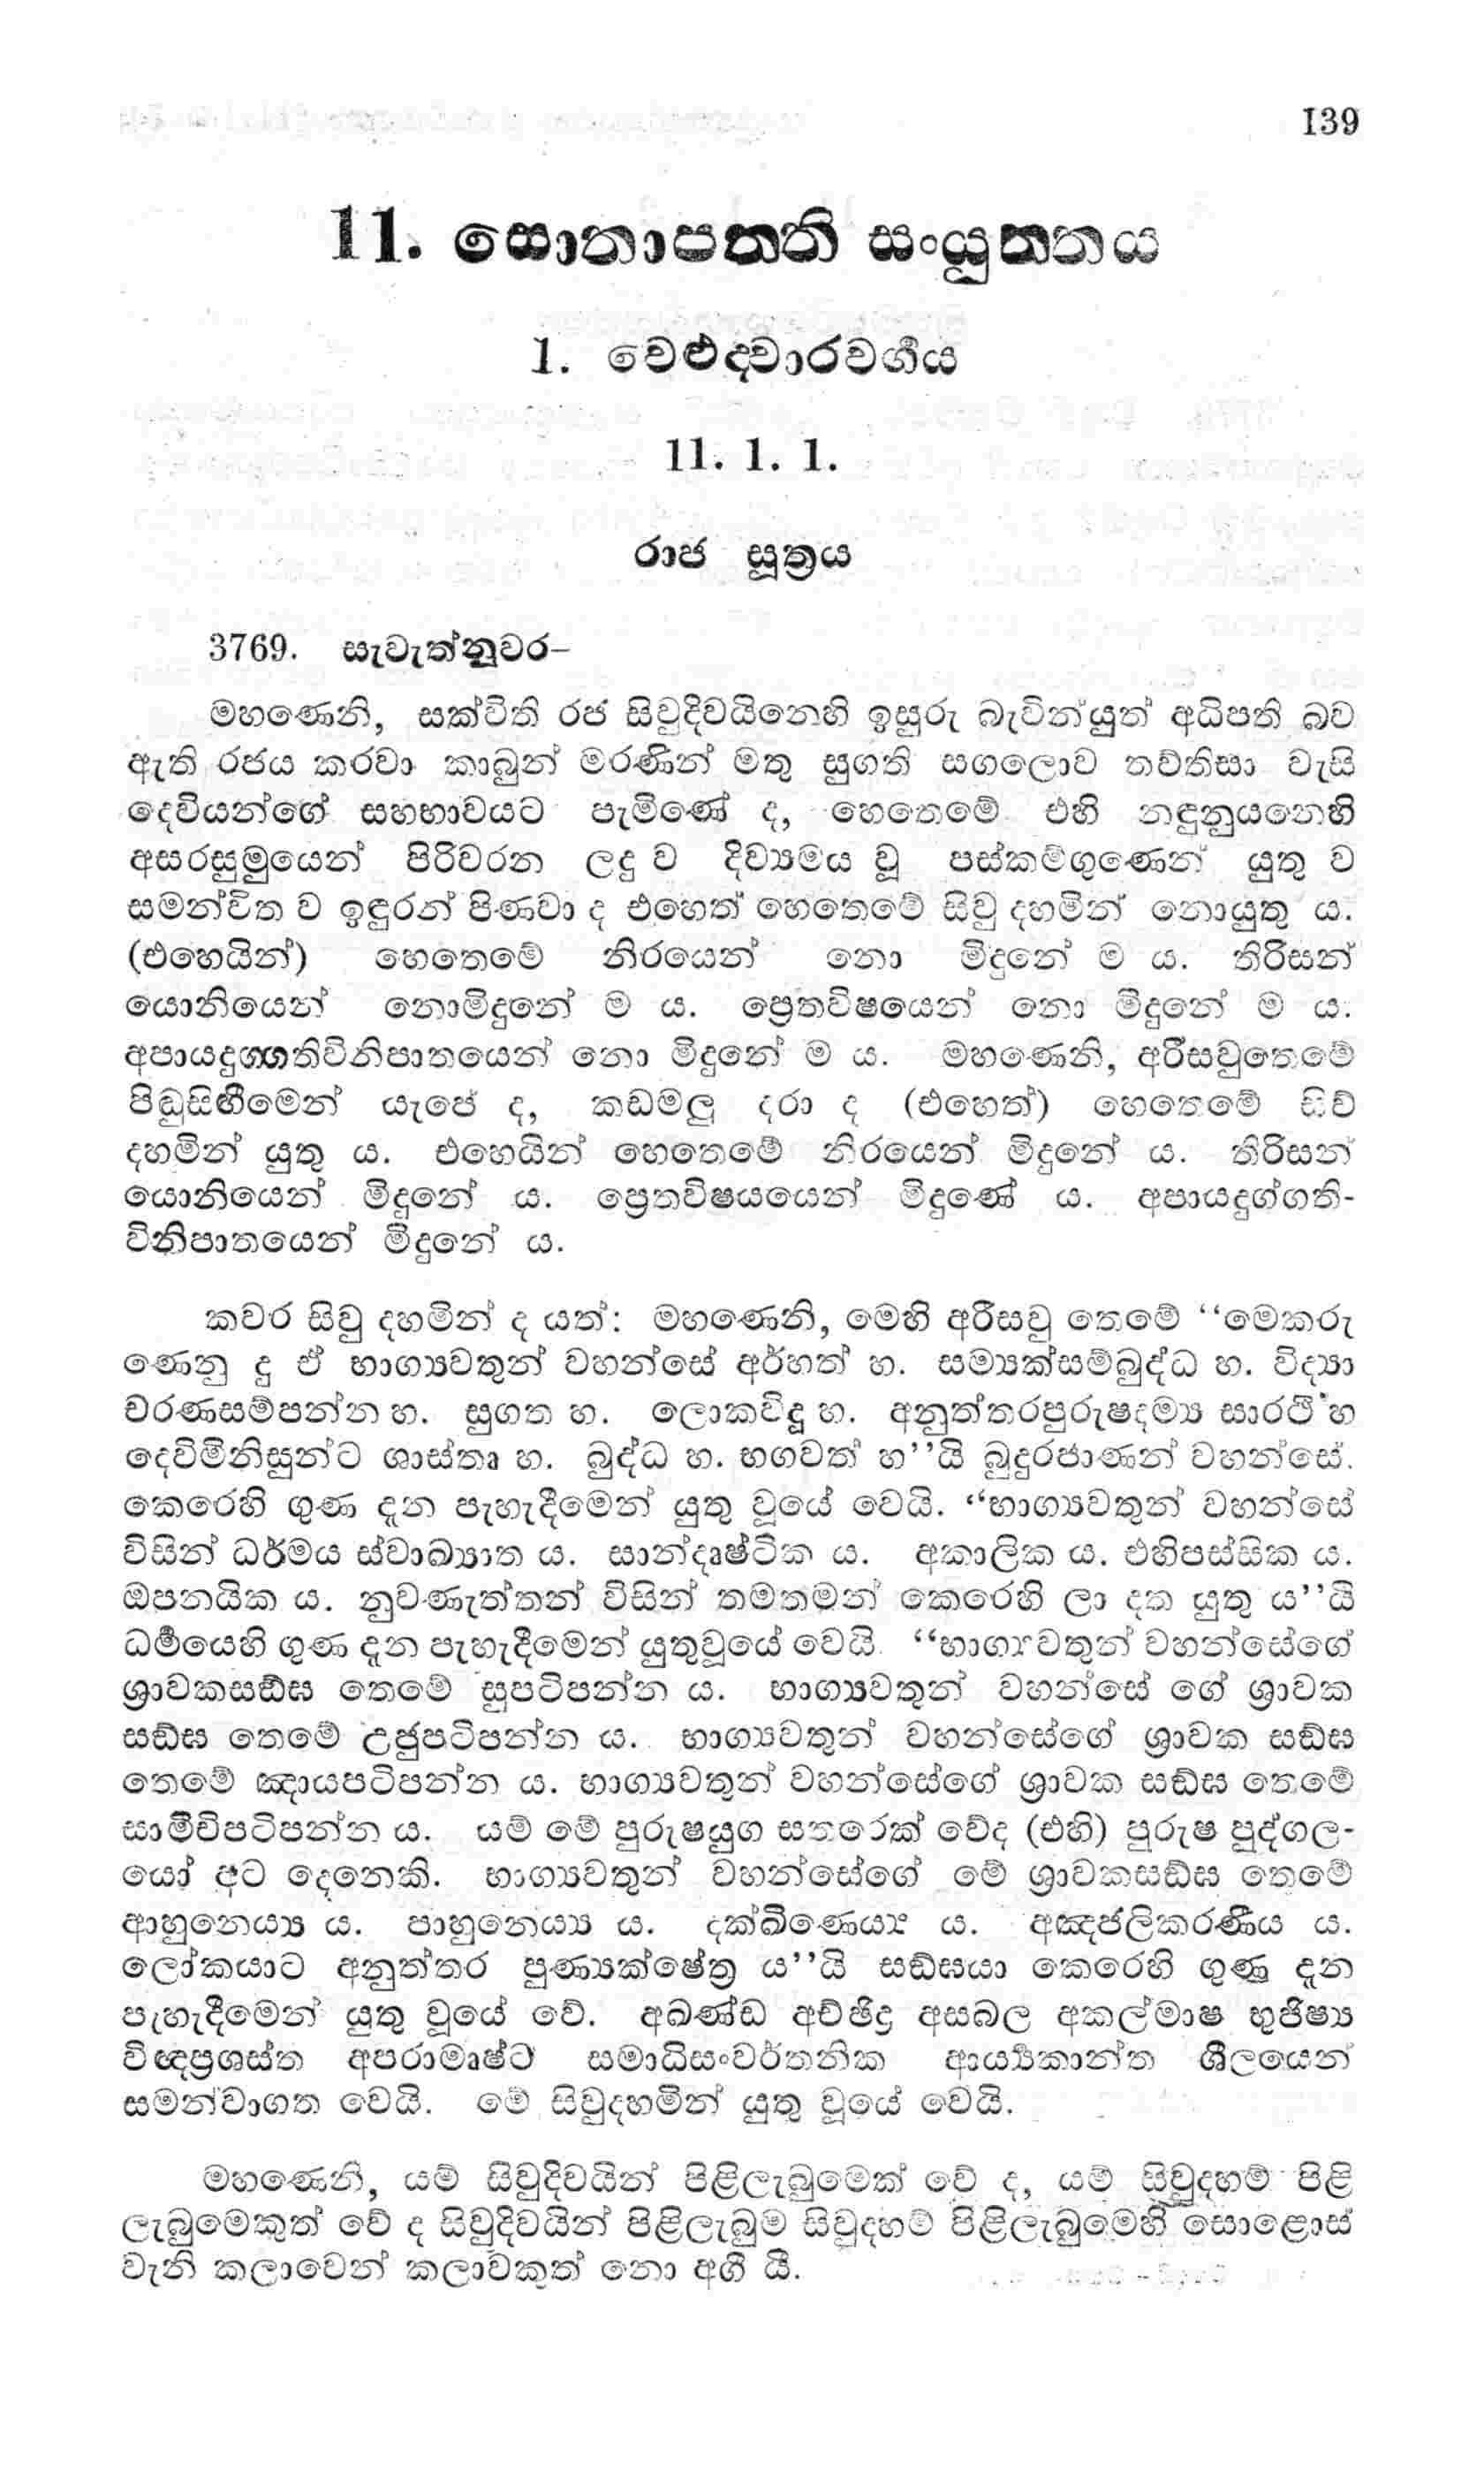 139
11. සොතාපත්ති සංයුත්තය
1. වෙළුද්වාරවර්‍ගය
11. 1. 1.
රාජ සූත්‍රය
3769. සැවැත්නුවර–
මහණෙනි, සක්විති රජ සිවුදිවයිනෙහි ඉසුරු බැවින්යුත් අධිපති බව
ඇති රජය කරවා කාබුන් මරණින් මතු සුගති සගලොව තව්තිසා වැසි
දෙවියන්ගේ සහභාවයට පැමිණේ ද, හෙතෙමේ එහි නඳුනුයනෙහි
අසරසුමුයෙන් පිරිවරන ලදු ව දිව්‍යමය වූ පස්කම්ගුණෙන් යුතු ව
සමන්විත ව ඉඳුරන් පිණවා ද එහෙත් හෙතෙමේ සිවු දහමින් නොයුතු ය.
(එහෙයින්) හෙතෙමේ නිරයෙන් නො මිදුනේ ම ය. තිරිසන්
යොනියෙන් නොමිදුනේ ම ය. ප්‍රෙතවිෂයෙන් නො මිදුනේ ම ය.
අපායදුග්ගතිවිනිපාතයෙන් නො මිදුනේ ම ය. මහණෙනි, අරීසවුතෙමේ
පිඬුසිඟීමෙන් යැපේ ද, කඩමලු දරා ද (එහෙත්) හෙතෙමේ සිව්
දහමින් යුතු ය. එහෙයින් හෙතෙමේ නිරයෙන් මිදුනේ ය. තිරිසන්
යොනියෙන් මිදුනේ ය. ප්‍රෙතවිෂයයෙන් මිදුණේ ය. අපායදුග්ගති-
විනිපාතයෙන් මිදුනේ ය.
කවර සිවු දහමින් ද යත්: මහණෙනි, මෙහි අරීසවු තෙමේ ‘‘මෙකරු
ණෙනු දු ඒ භාග්‍යවතුන් වහන්සේ අර්හත් හ. සම්‍යක්සම්බුද්ධ හ. විද්‍යා
චරණසම්පන්න හ. සුගත හ. ලොකවිදූ හ. අනුත්තරපුරුෂදම්‍ය සාරථි හ
දෙවිමිනිසුන්ට ශාස්තෘ හ. බුද්ධ හ. භගවත් හ’’යි බුදුරජාණන් වහන්සේ.
කෙරෙහි ගුණ දැන පැහැදීමෙන් යුතු වූයේ වෙයි. ‘‘භාග්‍යවතුන් වහන්සේ
විසින් ධර්මය ස්වාඛ්‍යාත ය. සාන්දෘෂ්ටික ය. අකාලික ය. එහිපස්සික ය.
ඔපනයික ය. නුවණැත්තන් විසින් තමතමන් කෙරෙහි ලා දත යුතු ය’’යි
ධර්‍මයෙහි ගුණ දැන පැහැදීමෙන් යුතුවූයේ වෙයි. ‘‘භාග්‍යවතුන් වහන්සේගේ
ශ්‍රාවකසඞ්ඝ තෙමේ සුපටිපන්න ය. භාග්‍යවතුන් වහන්සේ ගේ ශ්‍රාවක
සඞ්ඝ තෙමේ උජුපටිපන්න ය. භාග්‍යවතුන් වහන්සේගේ ශ්‍රාවක සඞ්ඝ
තෙමේ ඤායපටිපන්න ය. භාග්‍යවතුන් වහන්සේගේ ශ්‍රාවක සඞ්ඝ තෙමේ
සාමීචිපටිපන්න ය. යම් මේ පුරුෂයුග සතරෙක් වේද (එහි) පුරුෂ පුද්ගල-
යෝ අට දෙනෙකි. භාග්‍යවතුන් වහන්සේගේ මේ ශ්‍රාවකසඞ්ඝ තෙමේ
ආහුනෙය්‍ය ය. පාහුනෙය්‍ය ය. දක්ඛිණෙය්‍ය ය. අඤ්ජලිකරණීය ය.
ලෝකයාට අනුත්තර පුණ්‍යක්ෂේත්‍ර ය’’යි සඞ්ඝයා කෙරෙහි ගුණු දැන
පැහැදීමෙන් යුතු වූයේ වේ. අඛණ්ඩ අච්ඡිද්‍ර අසබල අකල්මාෂ භුජිෂ්‍ය
විඥප්‍රශස්ත අපරාමෘෂ්ට සමාධිසංවර්තනික ආර්‍ය්‍යකාන්ත ශීලයෙන්
සමන්වාගත වෙයි. මේ සිවුදහමින් යුතු වූයේ වෙයි.
මහණෙනි, යම් සිවුදිවයින් පිළිලැබුමෙක් වේ ද, යම් සිවුදහම් පිළි
ලැබුමෙකුත් වේ ද සිවුදිවයින් පිළිලැබුම සිවුදහම් පිළිලැබුමෙහි සොළොස්
වැනි කලාවෙන් කලාවකුත් නො අගී යී.